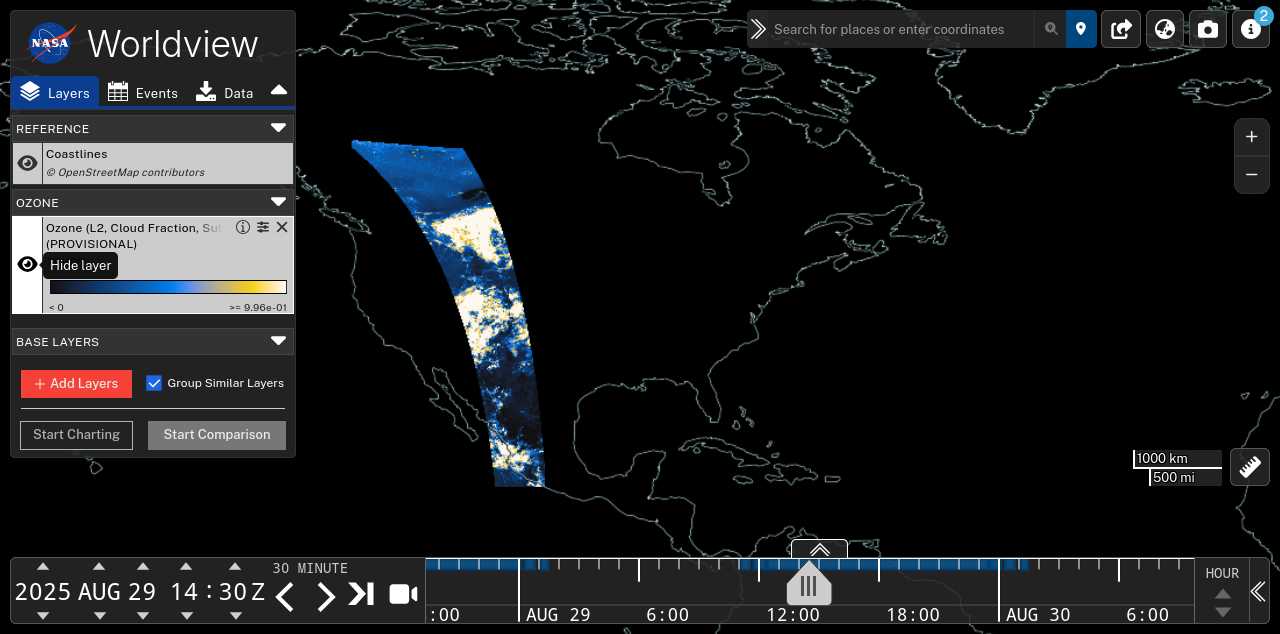 NASA
Worldview
Layers
Events
Data
Search for places or enter coordinates
2
REFERENCE
Coastlines
© OpenStreetMap contributors
OZONE
Ozone (L2, Cloud Fraction, Su
(PROVISIONAL)
Hide layer
< 0
>= 9.96e-01
BASE LAYERS
+ Add Layers
Group Similar Layers
Start Charting
Start Comparison
1000 km
500 mi
2025 AUG 29 14 : 30 Z
30 MINUTE
:00
AUG 29
6:00
12:00
18:00
AUG 30
6:00
HOUR